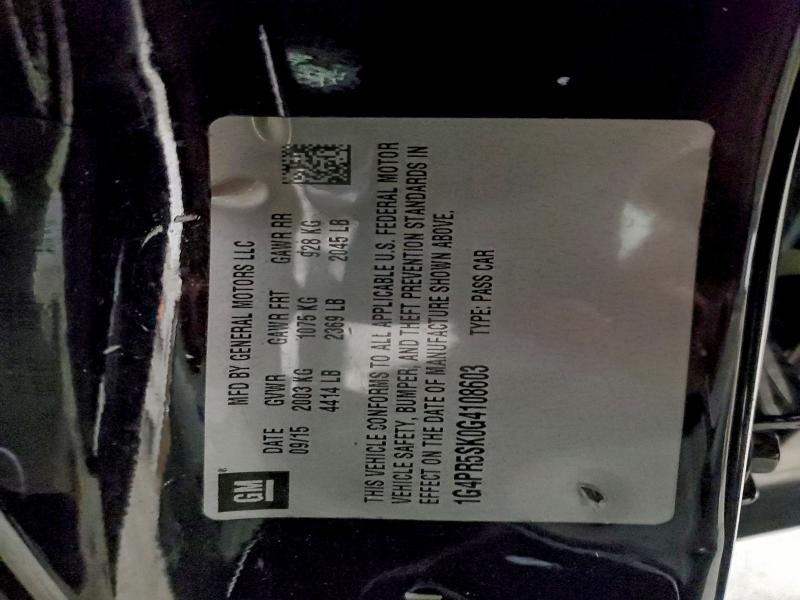 GM
MFD BY GENERAL MOTORS LLC
DATE GVWR GAWR FRT GAWR RR
09/15 2003 KG 1075 KG 928 KG
4414 LB 2369 LB 2045 LB
THIS VEHICLE CONFORMS TO ALL APPLICABLE U.S. FEDERAL MOTOR
VEHICLE SAFETY, BUMPER, AND THEFT PREVENTION STANDARDS IN
EFFECT ON THE DATE OF MANUFACTURE SHOWN ABOVE.
1G4PR5SK0G4108603 TYPE: PASS CAR